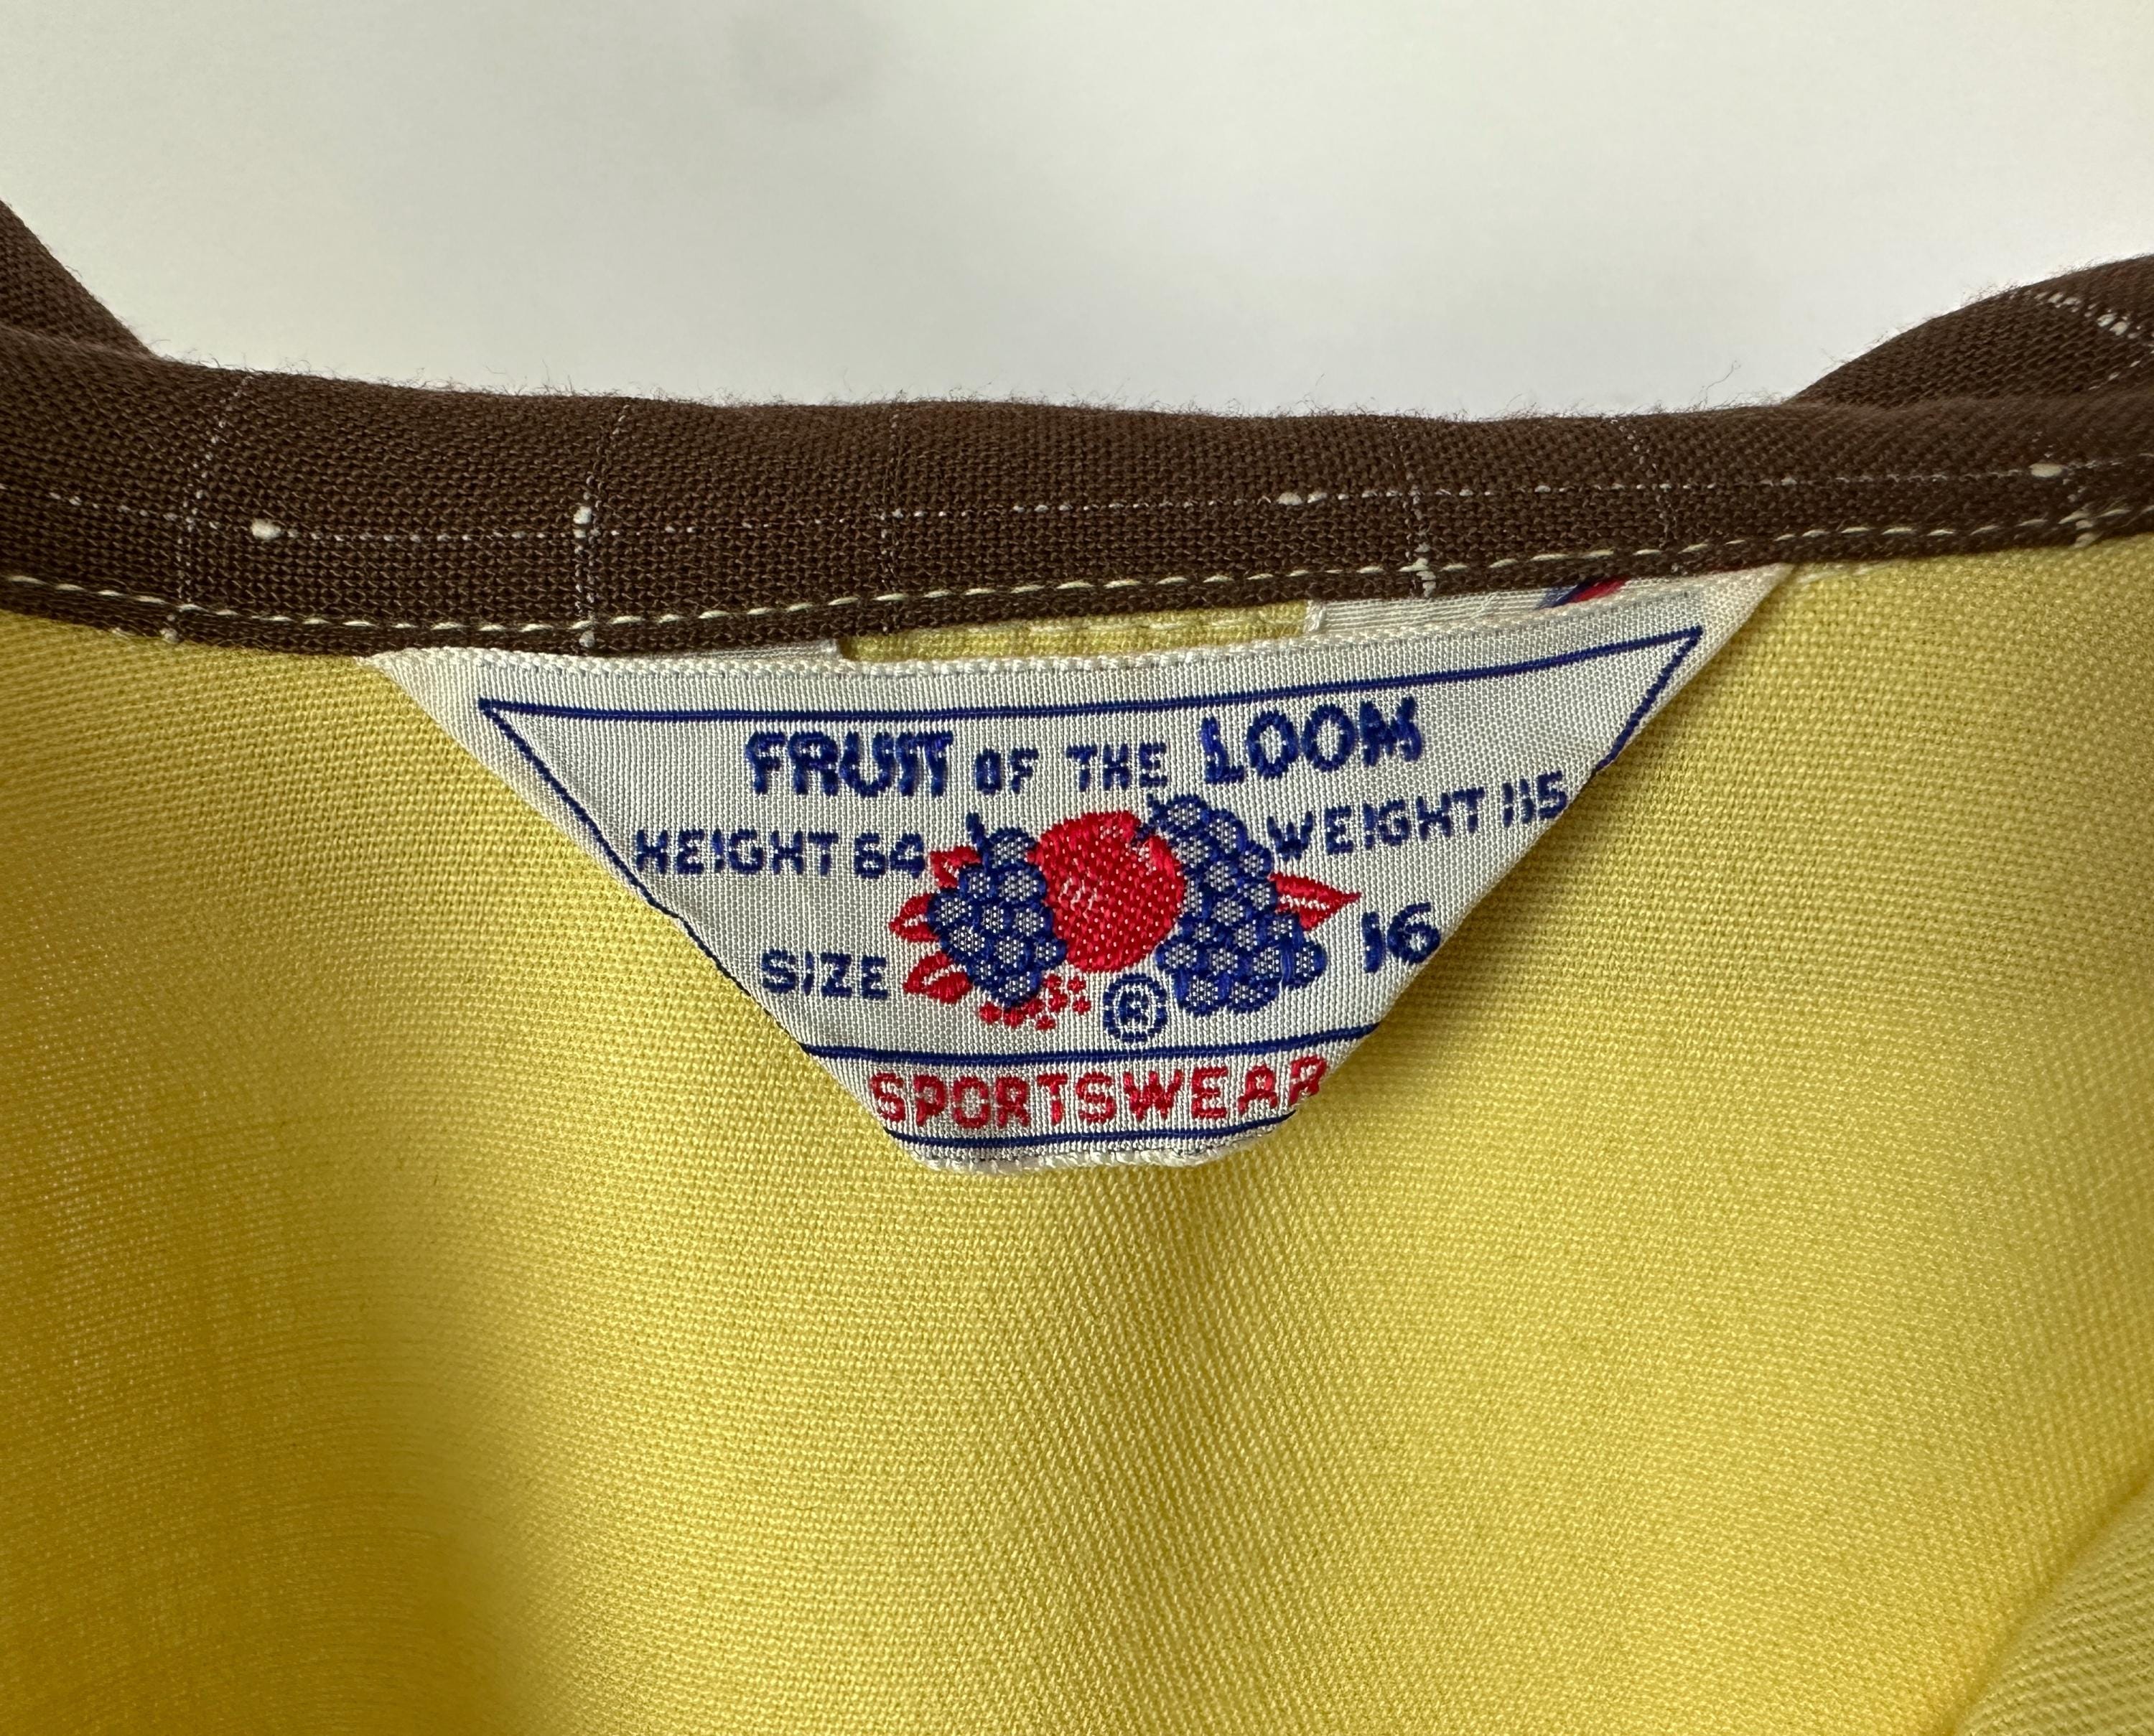 FRUIT OF THE LOOM
HEIGHT 64 WEIGHT 115
SIZE 16
®
SPORTSWEAR